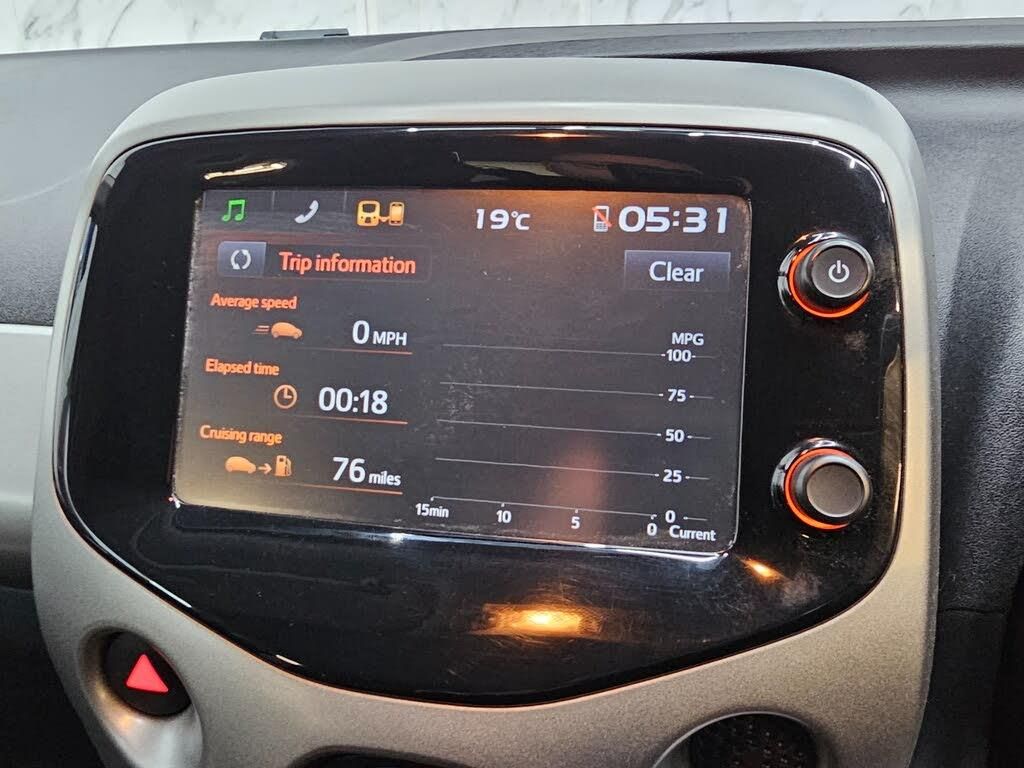 19°C 05:31
Trip information Clear
Average speed
0 MPH
Elapsed time
00:18
Cruising range
76 miles
MPG
100
75
50
25
0
15min 10 5 0 Current